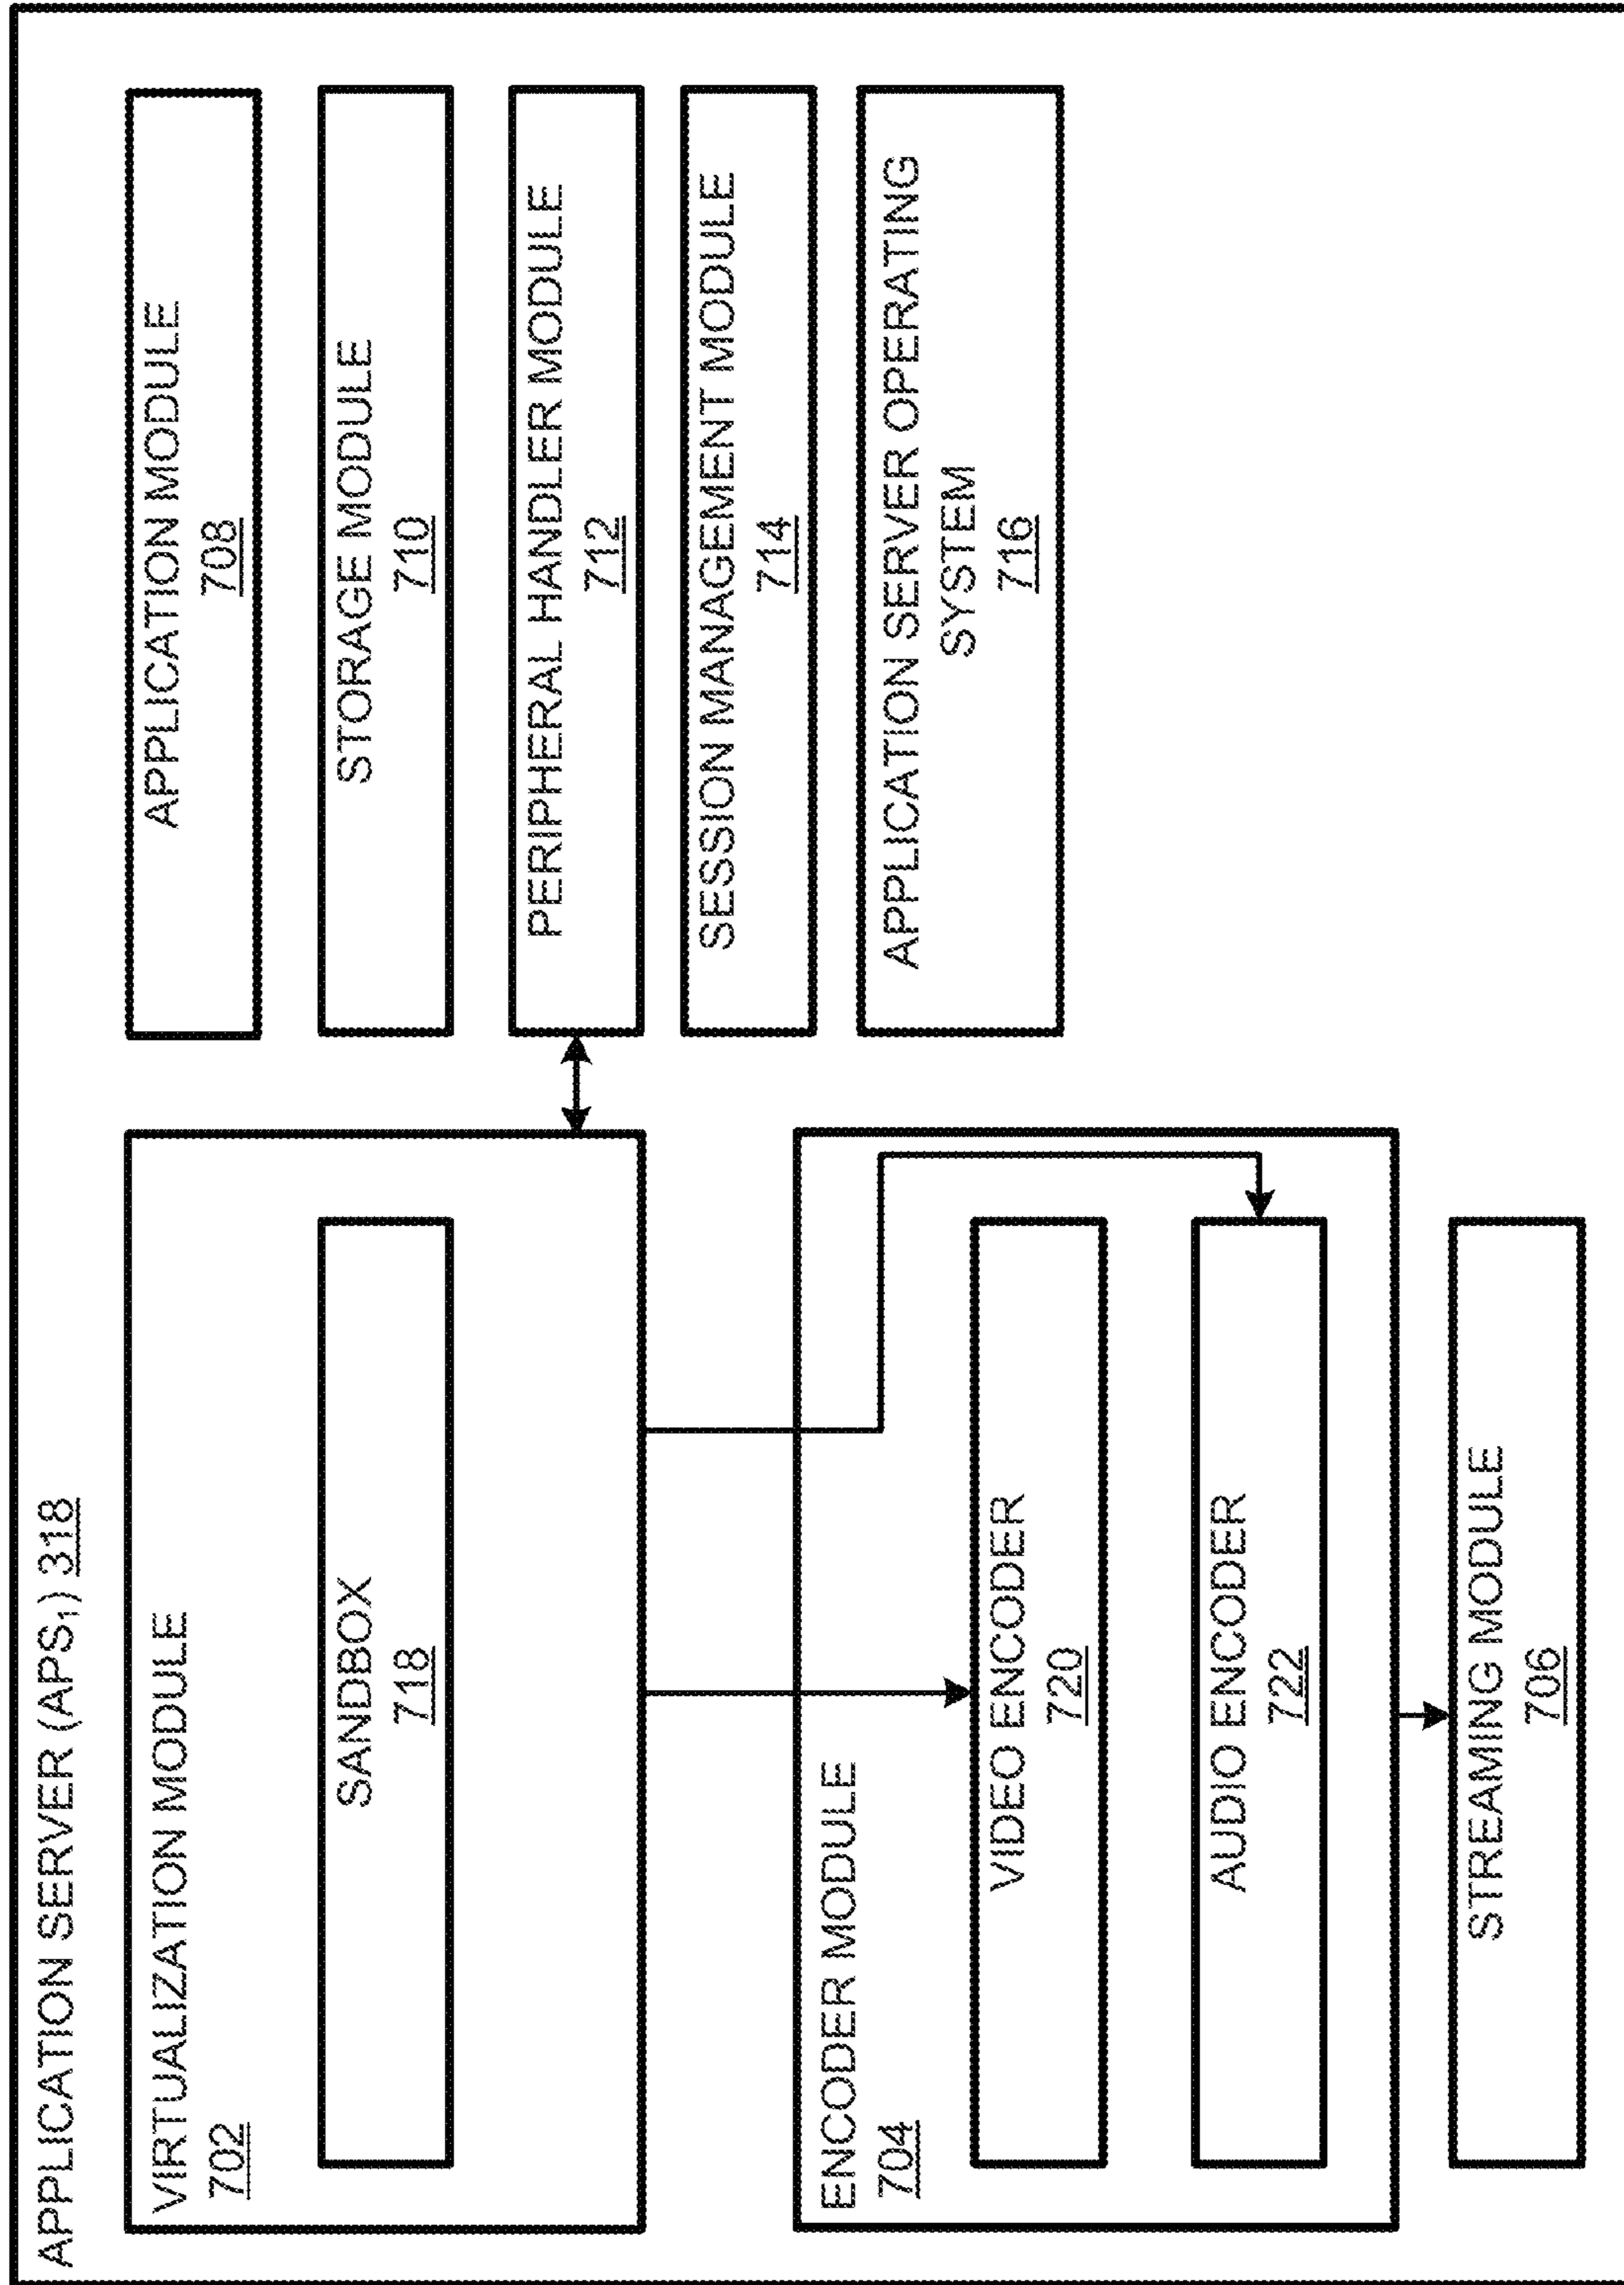 APPLICATION SERVER (APS₁) 318
VIRTUALIZATION MODULE
702
SANDBOX
718
ENCODER MODULE
704
VIDEO ENCODER
720
AUDIO ENCODER
722
STREAMING MODULE
706
APPLICATION MODULE
708
STORAGE MODULE
710
PERIPHERAL HANDLER MODULE
712
SESSION MANAGEMENT MODULE
714
APPLICATION SERVER OPERATING
SYSTEM
716